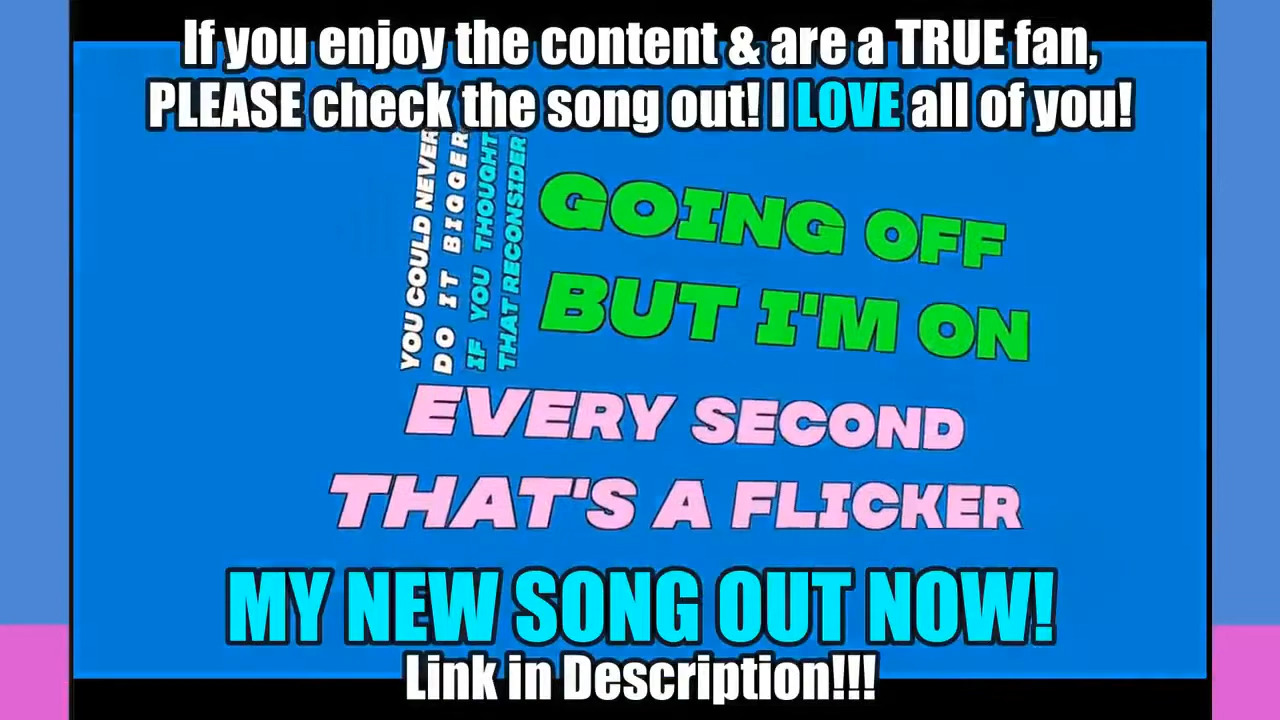 If you enjoy the content & are a TRUE fan,
PLEASE check the song out! I LOVE all of you!
YOU COULD NEVER
DO IT BIGGER
IF YOU THOUGHT
THAT RECONSIDER
GOING OFF
BUT I'M ON
EVERY SECOND
THAT'S A FLICKER
MY NEW SONG OUT NOW!
Link in Description!!!